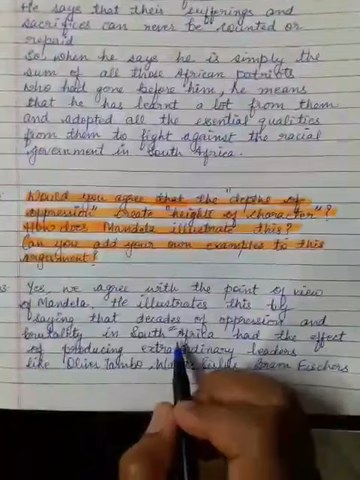 He says that their "sufferings and
sacrifices can never be counted or
repaid
So when he says he is simply the
sum of all those African patriots
who had gone before him, he means
that he has learnt a lot from them
and adopted all the essential qualities
from them to fight against the racial
government in South Africa.
Would you agree that the "depths of
oppression" create "heights of character"?
How does Mandela illustrate this?
Can you add your own examples to this
argument?
Yes, we agree with the point of view
of Mandela. He illustrates this by
saying that decades of oppression and
brutality in South Africa had the effect
of producing extraordinary leaders
like Oliver Tambo, Walter Bram Fischers